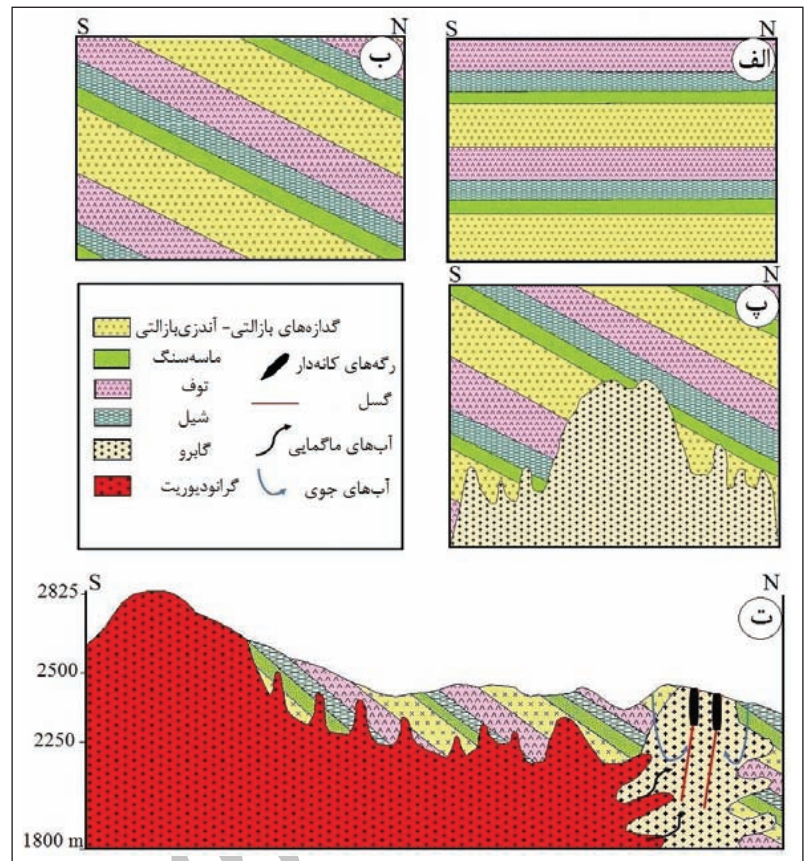 S N
ب
S N
الف
S N
پ
گدازه‌های بازالتی- آندزی‌بازالتی
ماسه‌سنگ
توف
شیل
گابرو
گرانودیوریت
رگه‌های کانه‌دار
گسل
آب‌های ماگمایی
آب‌های جوی
S N
ت
2825
2500
2250
1800 m